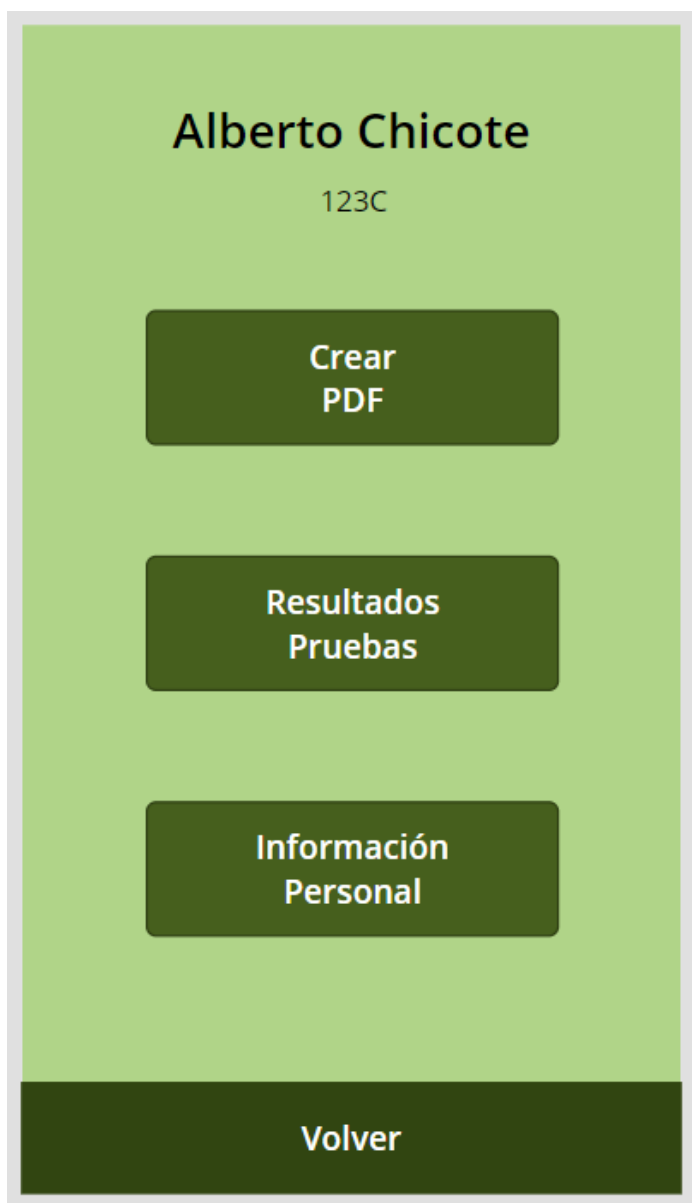 Alberto Chicote
123C
Crear
PDF
Resultados
Pruebas
Información
Personal
Volver